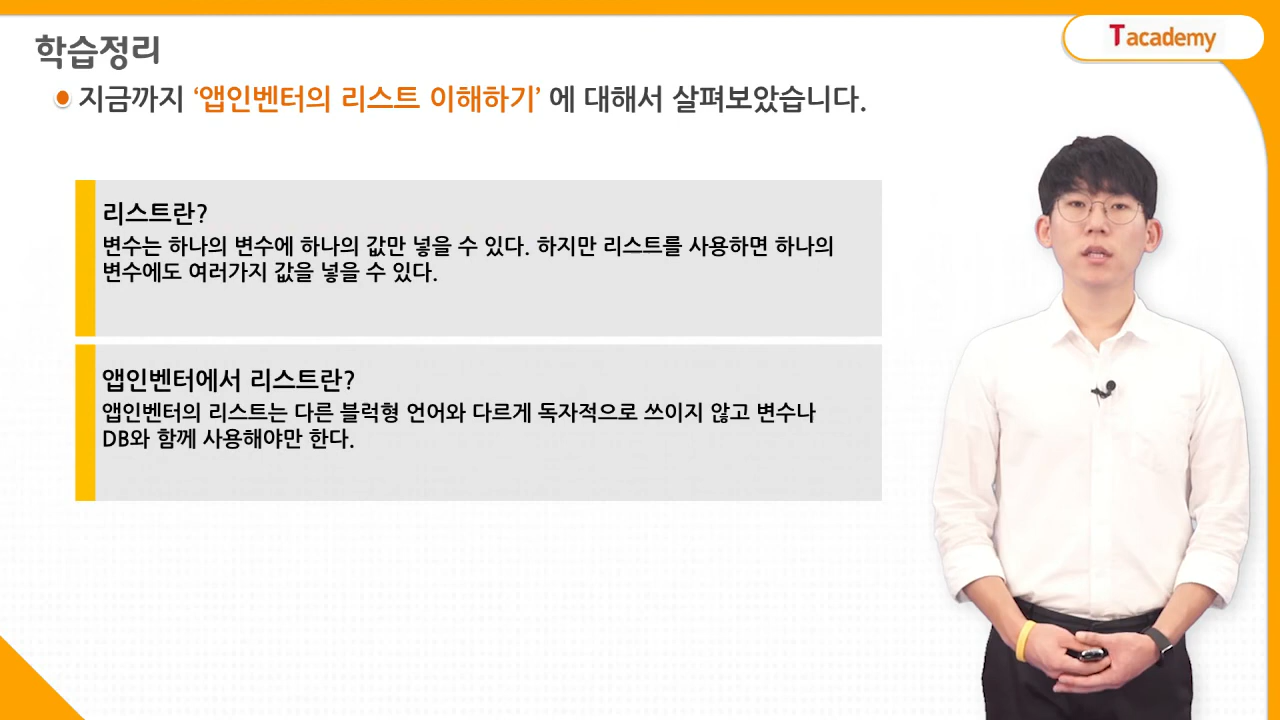 학습정리
Tacademy
지금까지 ‘앱인벤터의 리스트 이해하기’ 에 대해서 살펴보았습니다.
리스트란?
변수는 하나의 변수에 하나의 값만 넣을 수 있다. 하지만 리스트를 사용하면 하나의
변수에도 여러가지 값을 넣을 수 있다.
앱인벤터에서 리스트란?
앱인벤터의 리스트는 다른 블럭형 언어와 다르게 독자적으로 쓰이지 않고 변수나
DB와 함께 사용해야만 한다.